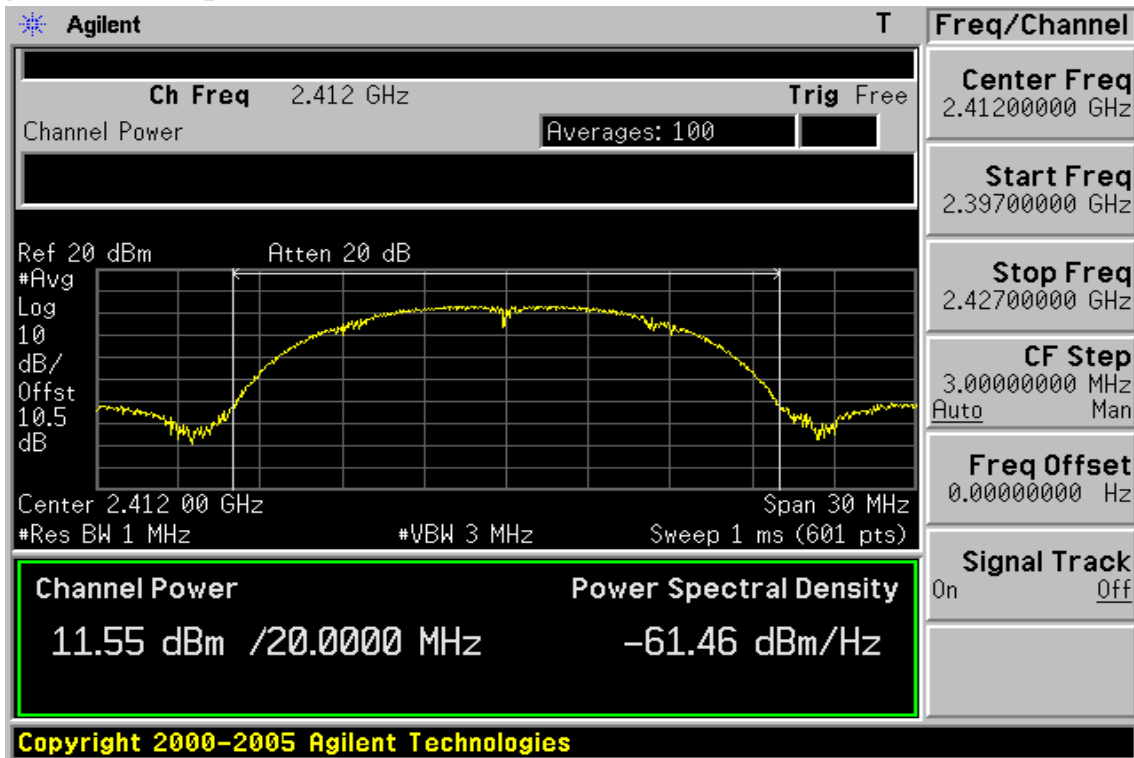 Agilent T Freq/Channel
Ch Freq 2.412 GHz Trig Free
Channel Power Averages: 100
Center Freq
2.41200000 GHz
Start Freq
2.39700000 GHz
Ref 20 dBm Atten 20 dB
#Avg
Log
10
dB/
Offst
10.5
dB
Stop Freq
2.42700000 GHz
CF Step
3.00000000 MHz
Auto Man
Center 2.412 00 GHz Span 30 MHz
#Res BW 1 MHz #VBW 3 MHz Sweep 1 ms (601 pts)
Freq Offset
0.00000000 Hz
Channel Power Power Spectral Density
11.55 dBm /20.0000 MHz -61.46 dBm/Hz
Signal Track
On Off
Copyright 2000-2005 Agilent Technologies